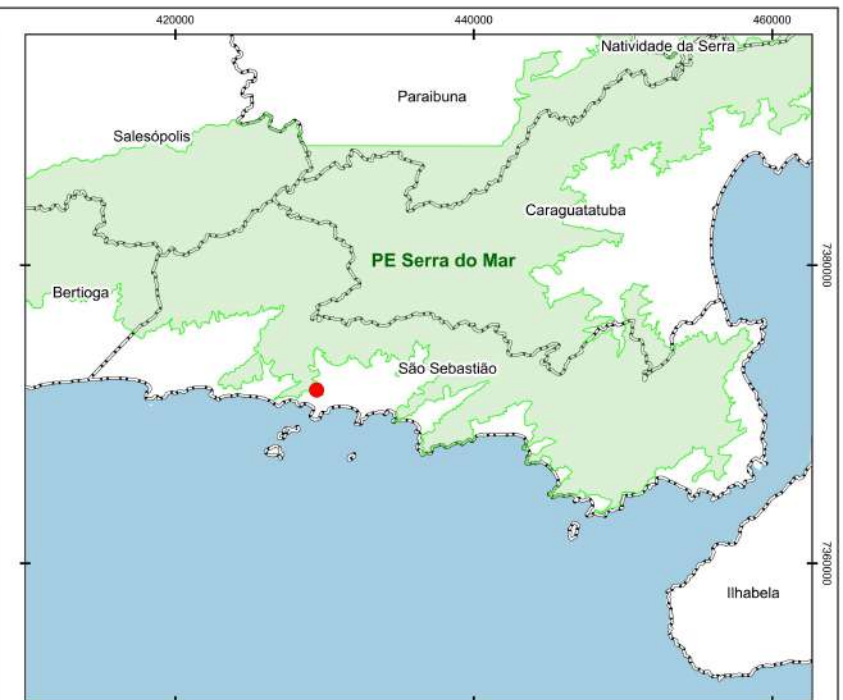 420000
440000
460000
Natividade da Serra
Paraibuna
Salesópolis
Caraguatatuba
PE Serra do Mar
7380000
Bertioga
São Sebastião
7360000
Ilhabela